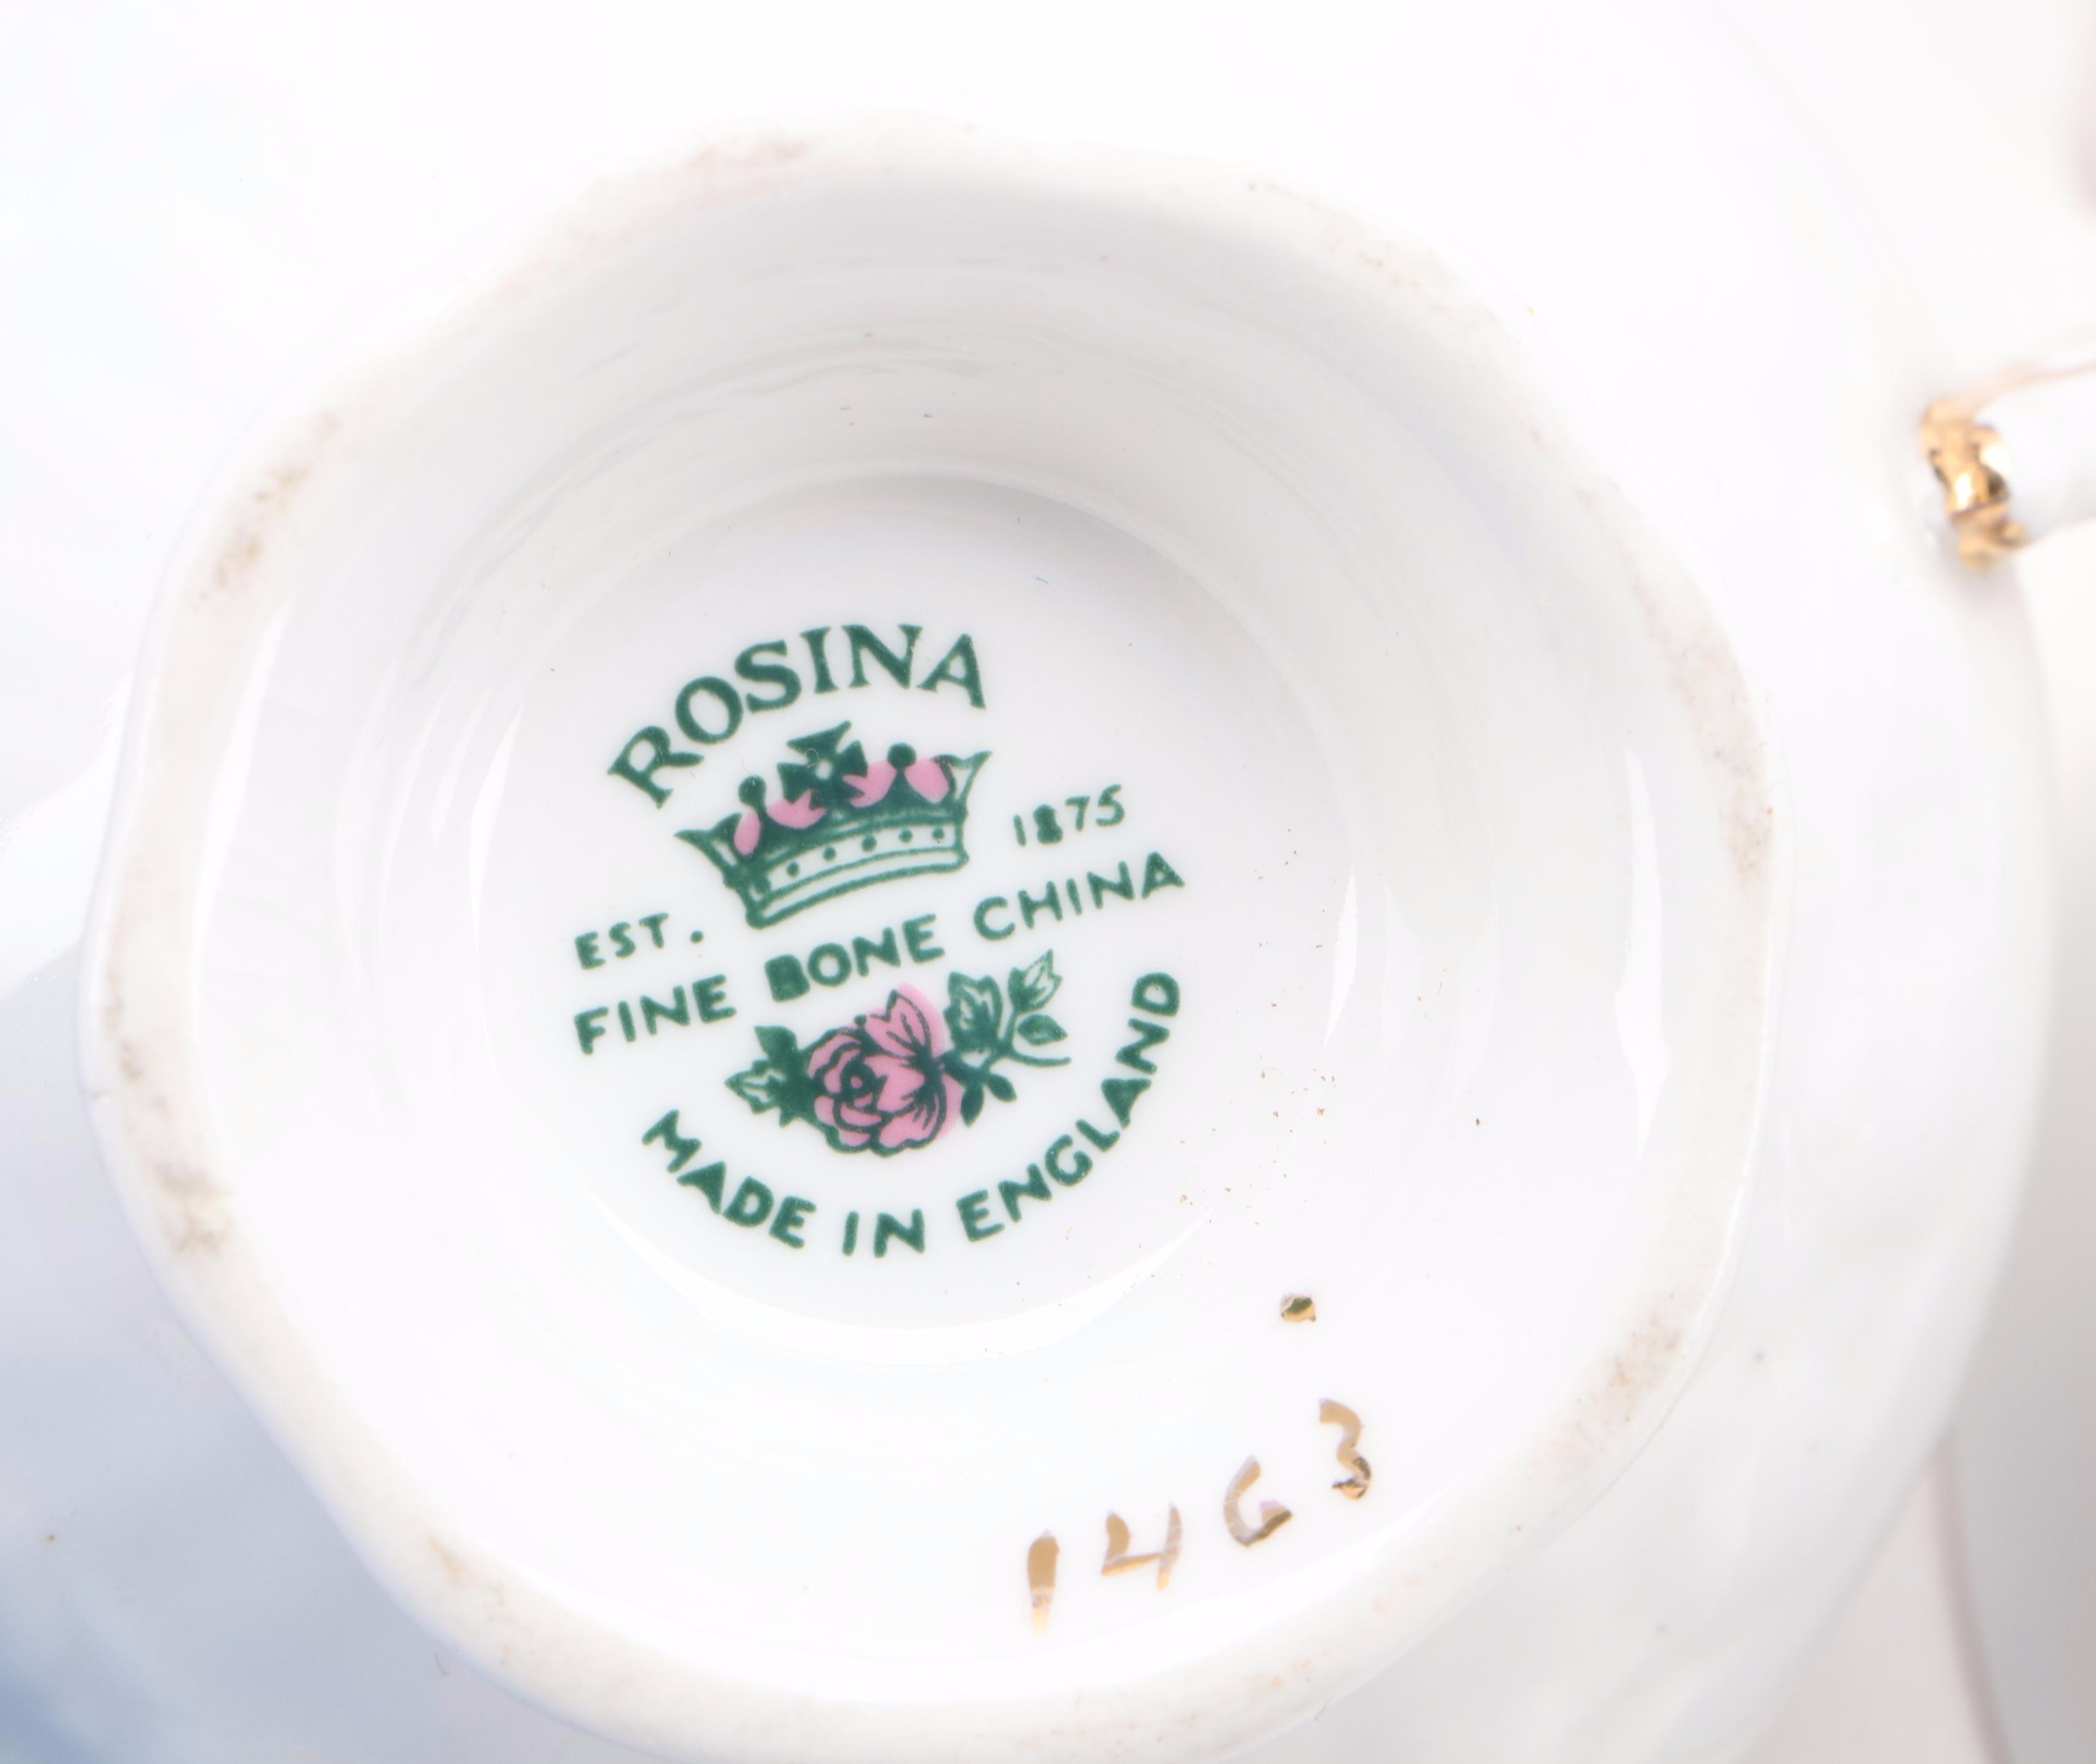 ROSINA
EST. 1875
FINE BONE CHINA
MADE IN ENGLAND
1463